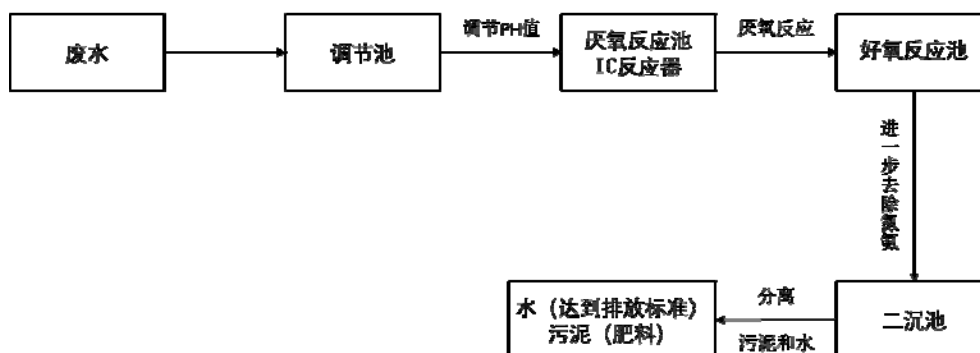 废水
调节池
调节PH值
厌氧反应池
IC反应器
厌氧反应
好氧反应池
进一步去除氮氨
二沉池
分离
污泥和水
水（达到排放标准）
污泥（肥料）